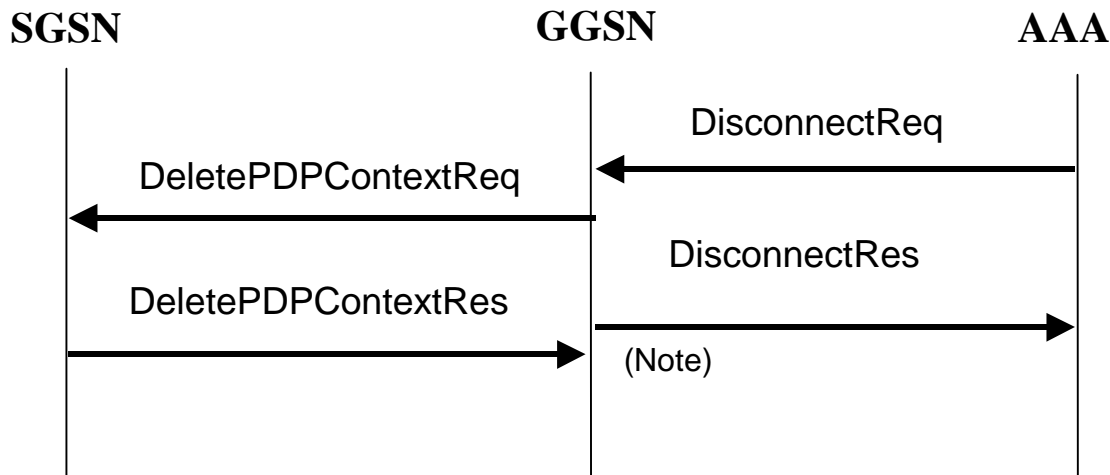 SGSN GGSN AAA
DisconnectReq
DeletePDPContextReq
DisconnectRes
DeletePDPContextRes
(Note)